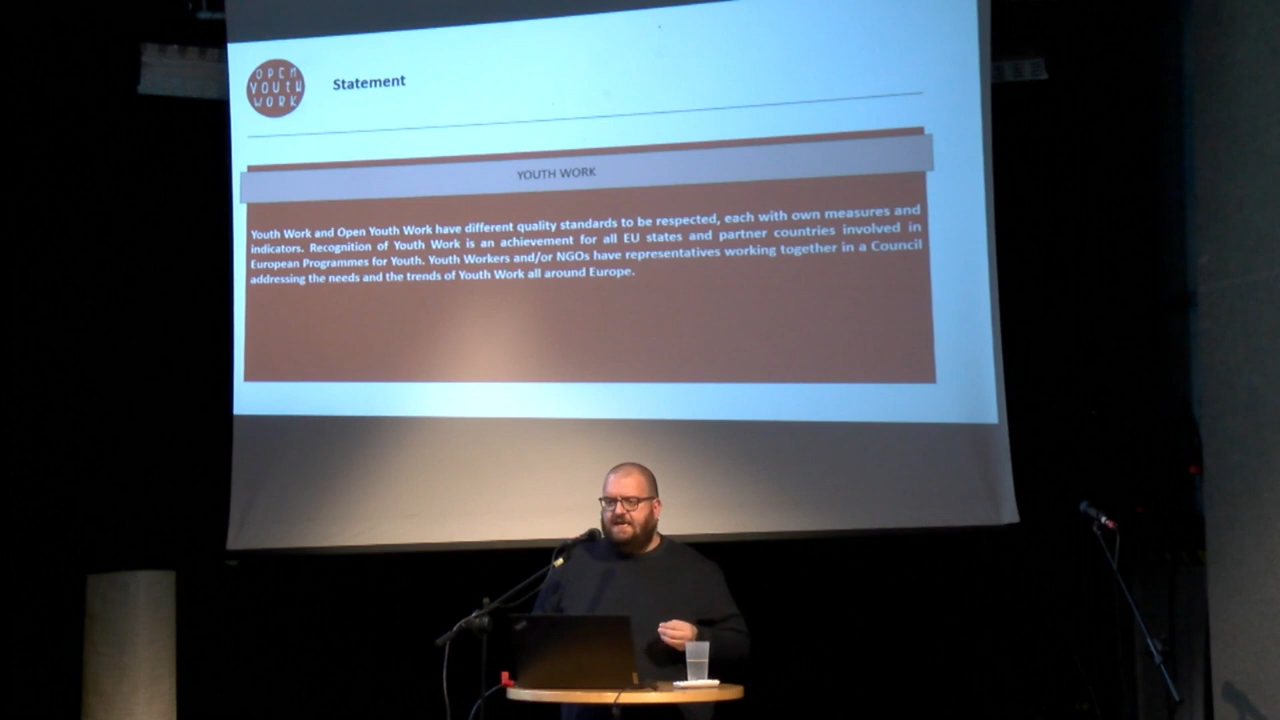 OPEN
YOUTH
WORK
Statement
YOUTH WORK
Youth Work and Open Youth Work have different quality standards to be respected, each with own measures and
indicators. Recognition of Youth Work is an achievement for all EU states and partner countries involved in
European Programmes for Youth. Youth Workers and/or NGOs have representatives working together in a Council
addressing the needs and the trends of Youth Work all around Europe.